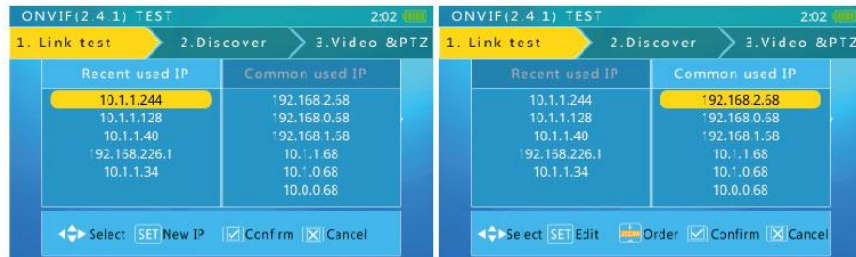 ONVIF(2.4.1) TEST 2:02
1. Link test 2.Discover 3.Video &PTZ
Recent used IP Common used IP
10.1.1.244 192.168.2.68
10.1.1.128 192.168.0.68
10.1.1.40 192.168.1.68
192.168.226.1 10.1.1.68
10.1.1.34 10.1.0.68
10.0.0.68
Select SET New IP Confirm Cancel
ONVIF(2.4.1) TEST 2:02
1. Link test 2.Discover 3.Video &PTZ
Recent used IP Common used IP
10.1.1.244 192.168.2.68
10.1.1.128 192.168.0.68
10.1.1.40 192.168.1.68
192.168.226.1 10.1.1.68
10.1.1.34 10.1.0.68
10.0.0.68
Select SET Edit Order Confirm Cancel